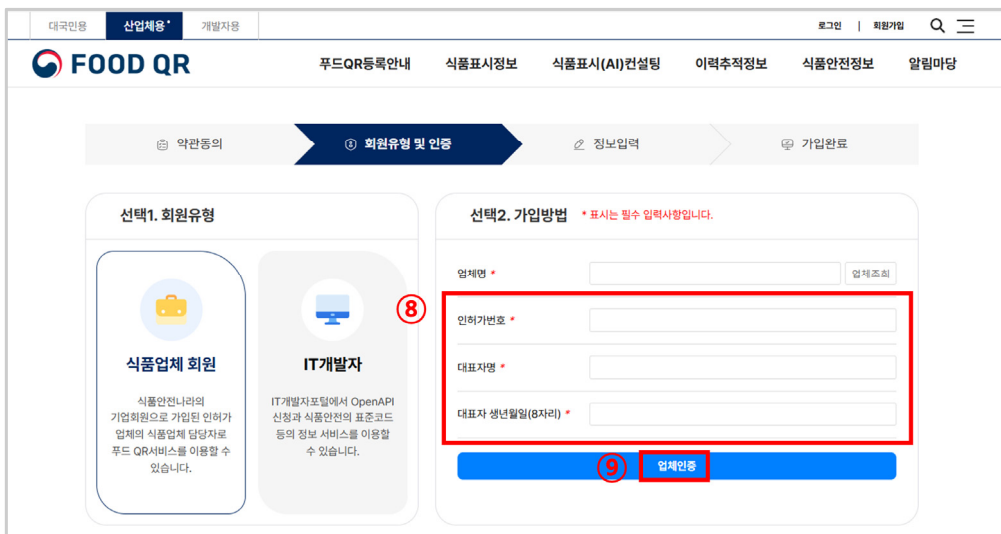 대국민용 산업체용 개발자용 로그인 | 회원가입
FOOD QR 푸드QR등록안내 식품표시정보 식품표시(AI)컨설팅 이력추적정보 식품안전정보 알림마당
약관동의 회원유형 및 인증 정보입력 가입완료
선택1. 회원유형
식품업체 회원
식품안전나라의
기업회원으로 가입된 인허가
업체의 식품업체 담당자로
푸드 QR서비스를 이용할 수
있습니다.
IT개발자
IT개발자포털에서 OpenAPI
신청과 식품안전의 표준코드
등의 정보 서비스를 이용할
수 있습니다.
선택2. 가입방법 * 표시는 필수 입력사항입니다.
업체명 * 업체조회
⑧
인허가번호 *
대표자명 *
대표자 생년월일(8자리) *
⑨ 업체인증